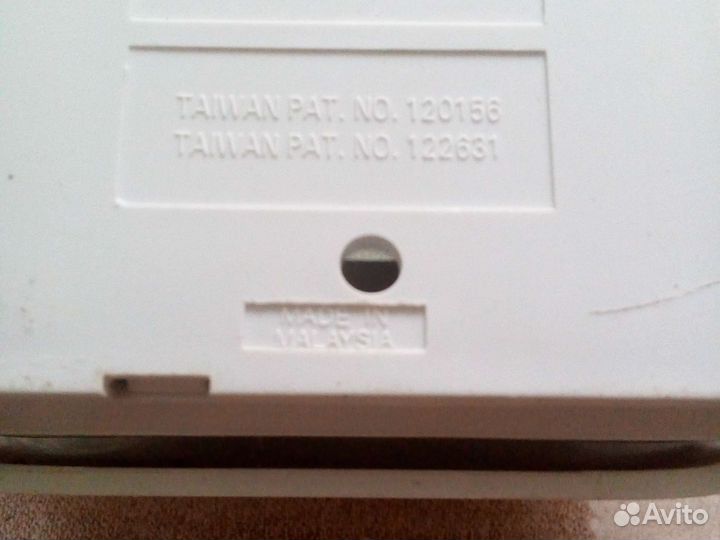 TAIWAN PAT. NO. 120156
TAIWAN PAT. NO. 122631
MADE IN
MALAYSIA
Avito